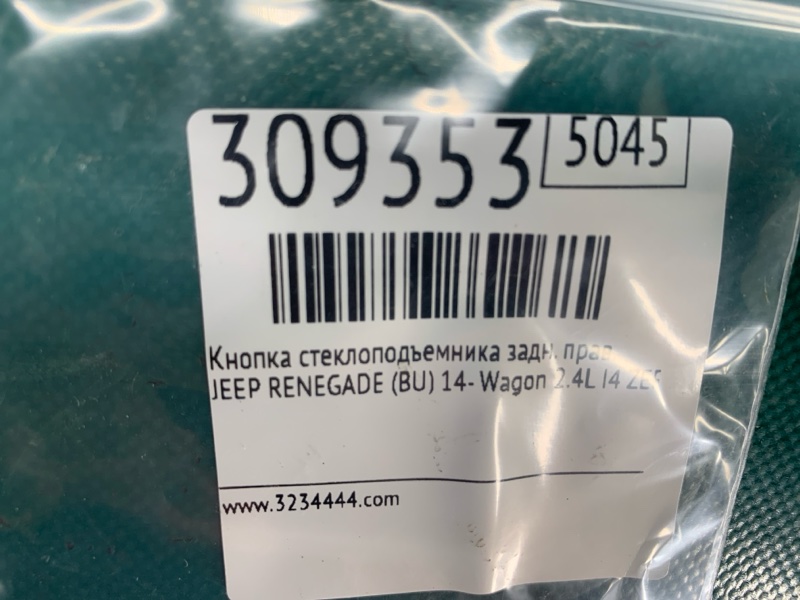 309353 5045
Кнопка стеклоподъемника задн. прав
JEEP RENEGADE (BU) 14- Wagon 2.4L I4
www.3234444.com